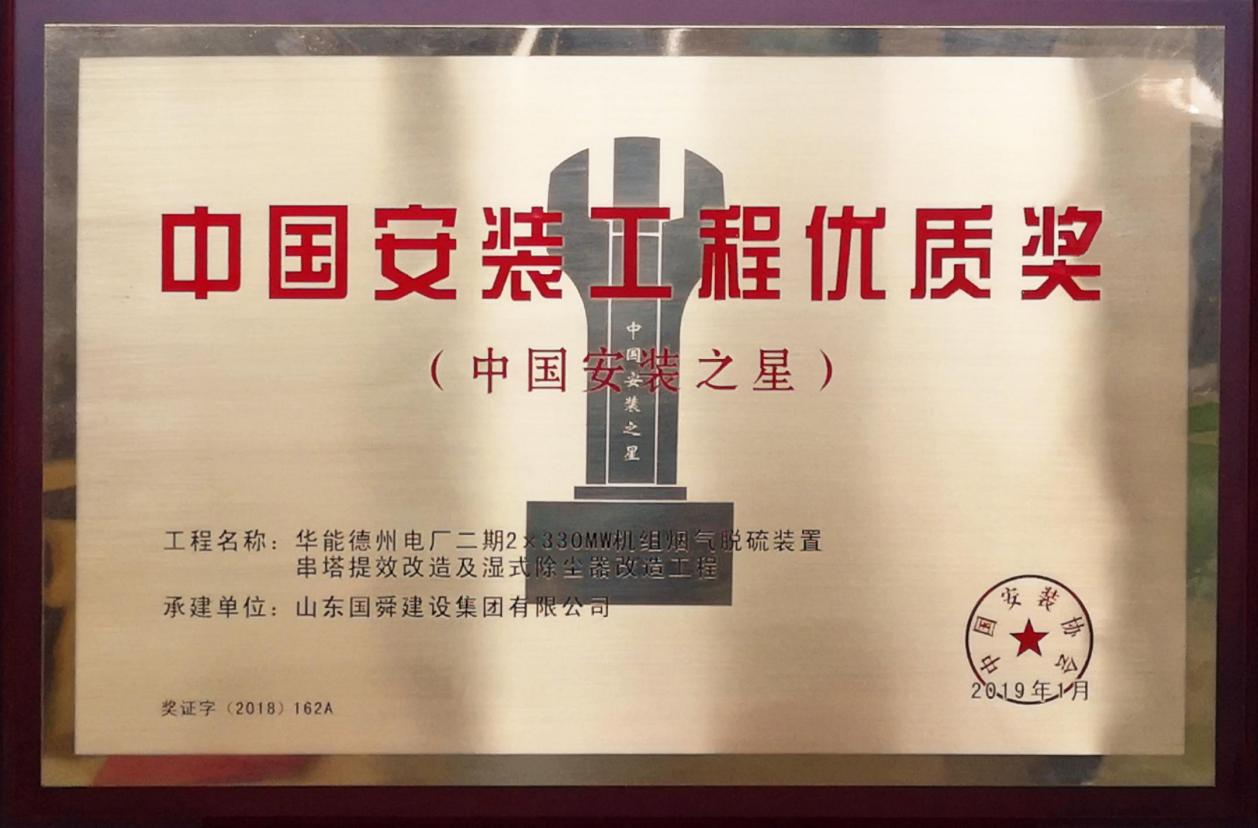 中国安装工程优质奖
（中国安装之星）
中国安装之星
工程名称：华能德州电厂二期2×330MW机组烟气脱硫装置
串塔提效改造及湿式除尘器改造工程
承建单位：山东国舜建设集团有限公司
中国安装协会
2019年1月
奖证字（2018）162A